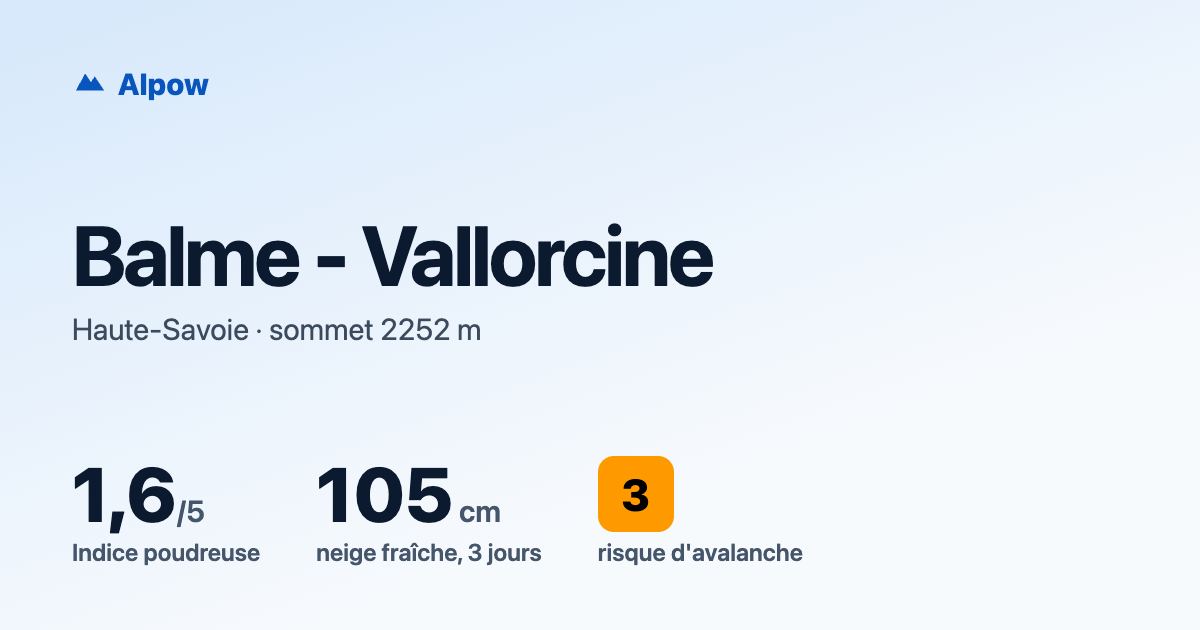 Alpow
Balme - Vallorcine
Haute-Savoie · sommet 2252 m
1,6/5
Indice poudreuse
105 cm
neige fraîche, 3 jours
3
risque d'avalanche